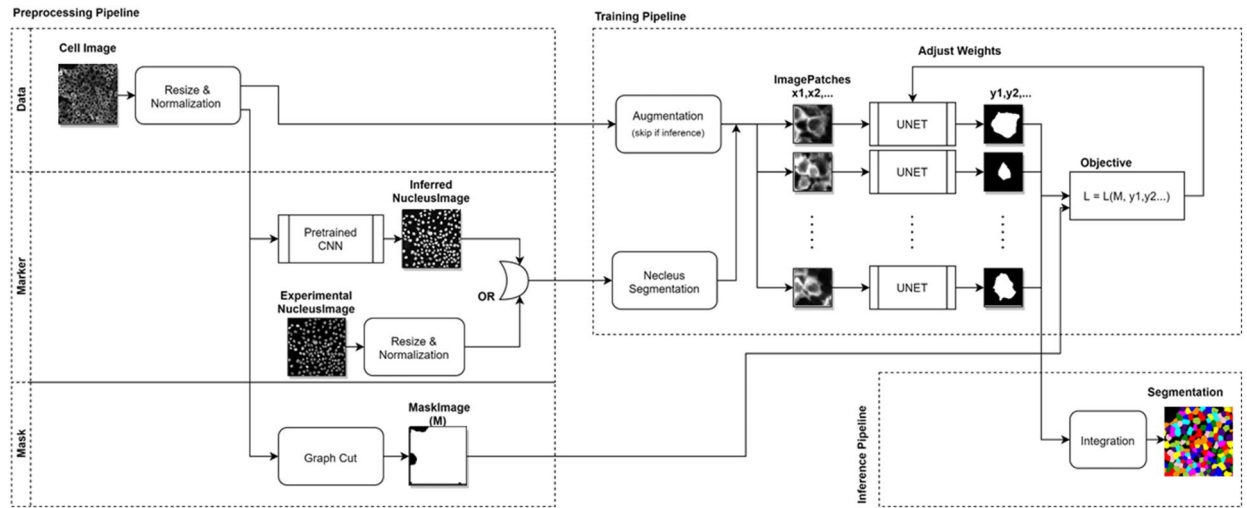 Preprocessing Pipeline
Training Pipeline
Data
Cell Image
Resize &
Normalization
Augmentation
(skip if inference)
ImagePatches
x1,x2,...
Adjust Weights
UNET
y1,y2,...
UNET
Objective
L = L(M, y1,y2...)
Marker
Inferred
NucleusImage
Pretrained
CNN
OR
Necleus
Segmentation
UNET
Experimental
NucleusImage
Resize &
Normalization
Mask
MaskImage
(M)
Graph Cut
Inference Pipeline
Segmentation
Integration